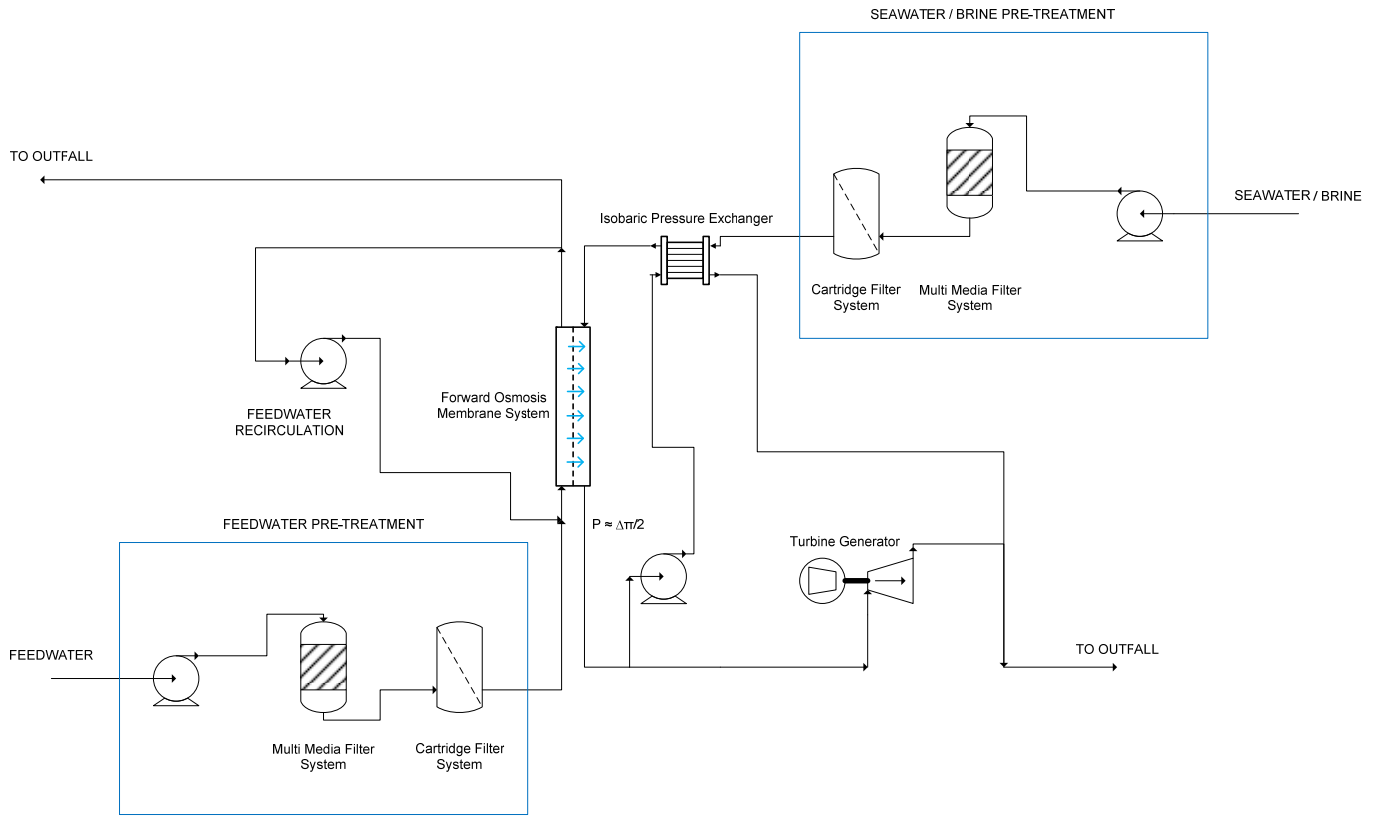 SEAWATER / BRINE PRE-TREATMENT
TO OUTFALL
SEAWATER / BRINE
Isobaric Pressure Exchanger
Cartridge Filter
System
Multi Media Filter
System
Forward Osmosis
Membrane System
FEEDWATER
RECIRCULATION
FEEDWATER PRE-TREATMENT
P ≈ Δπ/2
Turbine Generator
FEEDWATER
TO OUTFALL
Multi Media Filter
System
Cartridge Filter
System